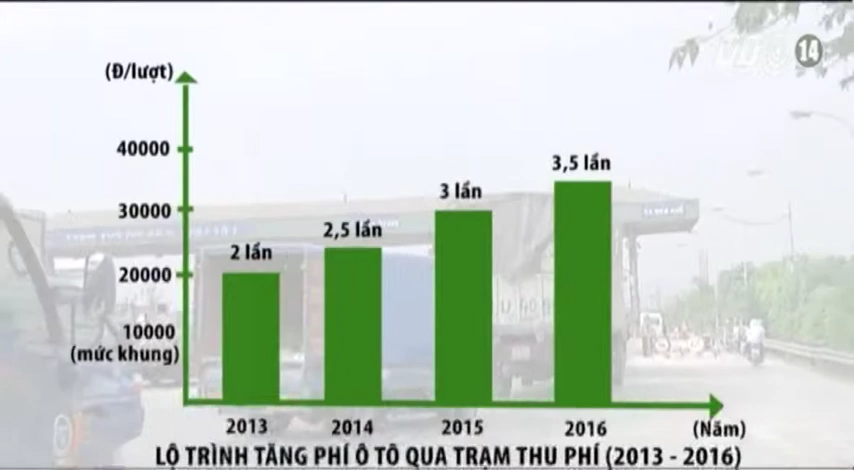 14
(Đ/lượt)
40000
3,5 lần
3 lần
30000
2,5 lần
2 lần
20000
10000
(mức khung)
2013 2014 2015 2016 (Năm)
LỘ TRÌNH TĂNG PHÍ Ô TÔ QUA TRẠM THU PHÍ (2013 - 2016)